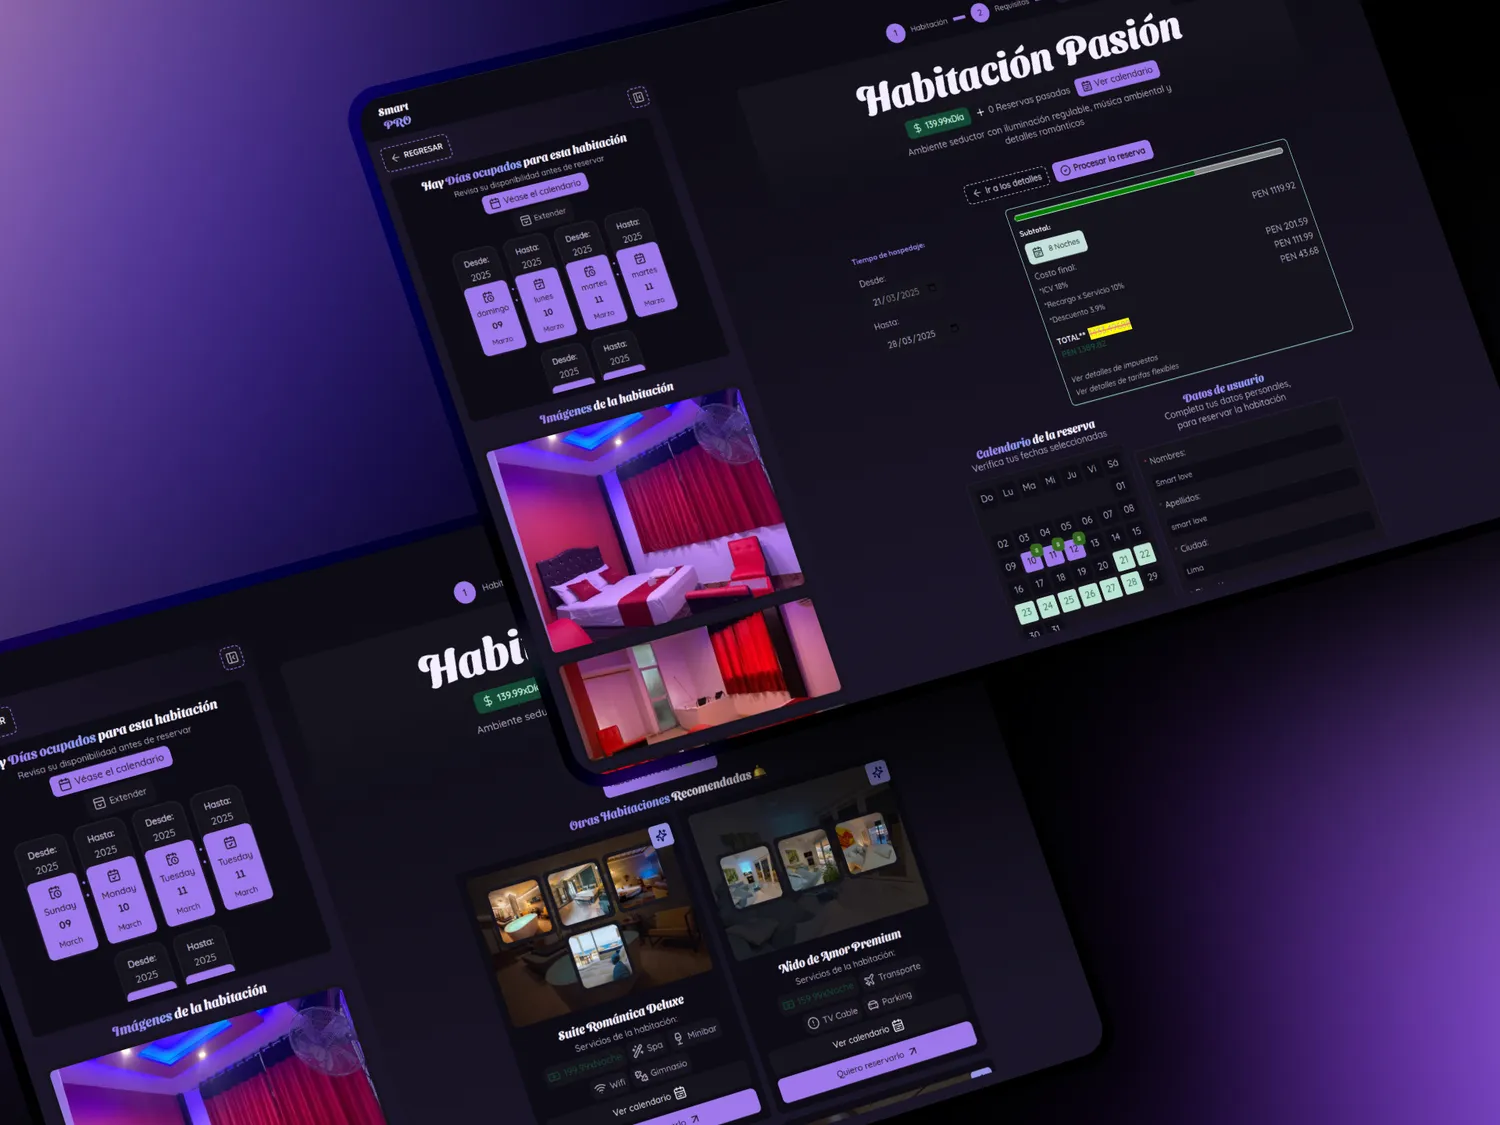 Smart
PRO
REGRESAR
Hay Días ocupados para esta habitación
Revisa su disponibilidad antes de reservar
Véase el calendario
Extender
Desde:
2025
domingo
09
Marzo
Hasta:
2025
lunes
10
Marzo
Desde:
2025
martes
11
Marzo
Hasta:
2025
martes
11
Marzo
Desde:
2025
Hasta:
2025
Imágenes de la habitación
1 Habitación 2 Requisitos
Habitación Pasión
$ 139.99xDía + 0 Reservas pasadas Ver calendario
Ambiente seductor con iluminación regulable, música ambiental y
detalles románticos
Ir a los detalles Procesar la reserva
Tiempo de hospedaje:
Desde:
21/03/2025
Hasta:
28/03/2025
Subtotal: PEN 1119.92
8 Noches
Costo final:
*ICV 18% PEN 201.59
*Recargo x Servicio 10% PEN 111.99
*Descuento 3.9% PEN 43.68
TOTAL**
Ver detalles de impuestos
Ver detalles de tarifas flexibles
Calendario de la reserva
Verifica tus fechas seleccionadas
Do Lu Ma Mi Ju Vi Sá
01
02 03 04 05 06 07 08
09 10 11 12 13 14 15
16 17 18 19 20 21 22
23 24 25 26 27 28 29
30 31
Datos de usuario
Completa tus datos personales,
para reservar la habitación
* Nombres:
Smart love
* Apellidos:
smart love
* Ciudad:
Lima
1 Habit
Habi
$ 139.99xDí
Ambiente sedu
R
y Días ocupados para esta habitación
Revisa su disponibilidad antes de reservar
Véase el calendario
Extender
Desde:
2025
Sunday
09
March
Hasta:
2025
Monday
10
March
Desde:
2025
Tuesday
11
March
Hasta:
2025
Tuesday
11
March
Desde:
2025
Hasta:
2025
Imágenes de la habitación
Otras Habitaciones Recomendadas
Suite Romántica Deluxe
Servicios de la habitación:
199.99xNoche Spa Minibar
Wifi Gimnasio
Ver calendario
Nido de Amor Premium
Servicios de la habitación:
159.99xNoche Transporte
TV Cable Parking
Ver calendario
Quiero reservarlo